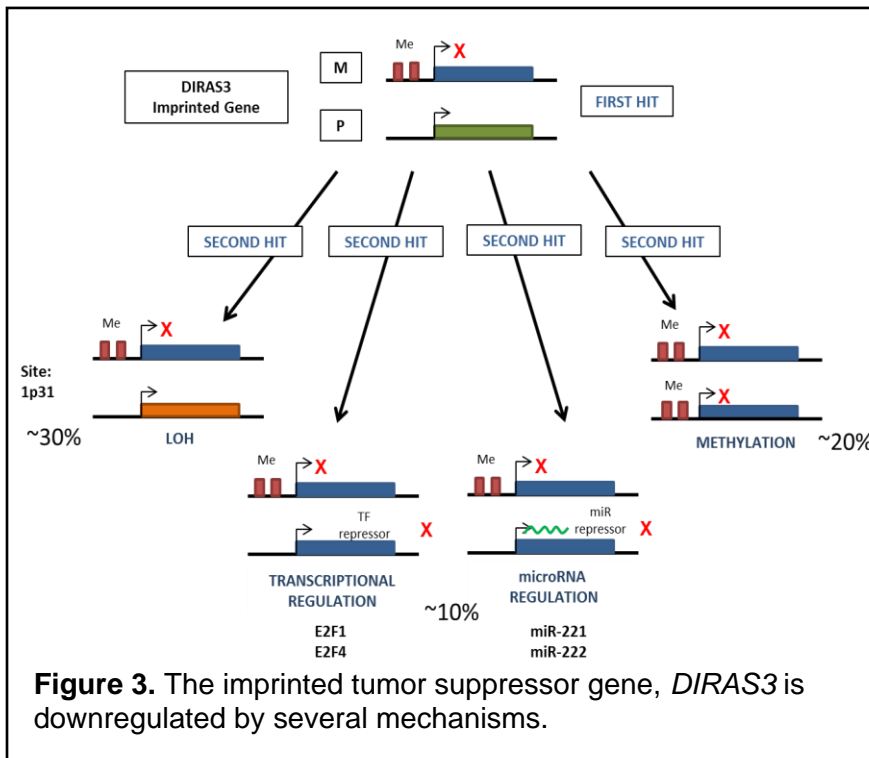 DIRAS3
Imprinted Gene
M
Me
X
FIRST HIT
P
SECOND HIT
SECOND HIT
SECOND HIT
SECOND HIT
Me
X
Site:
1p31
~30%
LOH
Me
X
Me
X
METHYLATION
~20%
Me
X
TF
repressor
X
TRANSCRIPTIONAL
REGULATION
E2F1
E2F4
~10%
Me
X
miR
repressor
X
microRNA
REGULATION
miR-221
miR-222
Figure 3. The imprinted tumor suppressor gene, DIRAS3 is
downregulated by several mechanisms.